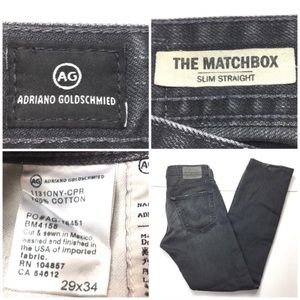 AG
ADRIANO GOLDSCHMIED
THE MATCHBOX
SLIM STRAIGHT
AG
ADRIANO GOLDSCHMIED
1131ONY-CPR
100% COTTON
PO#AG-16451
BM4158
Cut & sewn in Mexico
washed and finished in
the USA of imported
fabric.
RN 104857
CA 54612
29x34